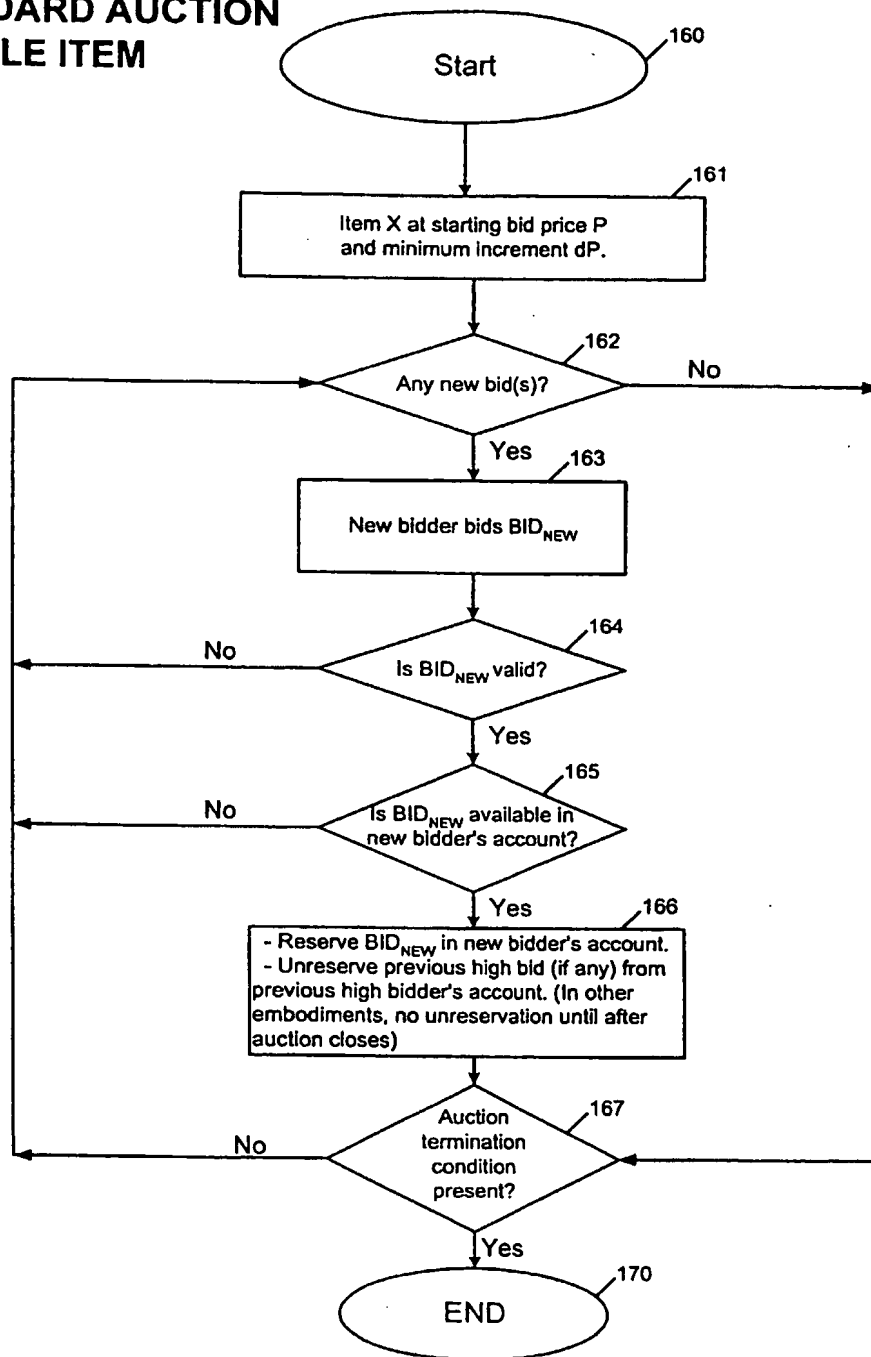 DARD AUCTION
LE ITEM
160
Start
161
Item X at starting bid price P
and minimum increment dP.
162
Any new bid(s)?
No
Yes
163
New bidder bids BID_NEW
164
No
Is BID_NEW valid?
Yes
165
No
Is BID_NEW available in
new bidder's account?
Yes
166
- Reserve BID_NEW in new bidder's account.
- Unreserve previous high bid (if any) from
previous high bidder's account. (In other
embodiments, no unreservation until after
auction closes)
167
No
Auction
termination
condition
present?
Yes
170
END